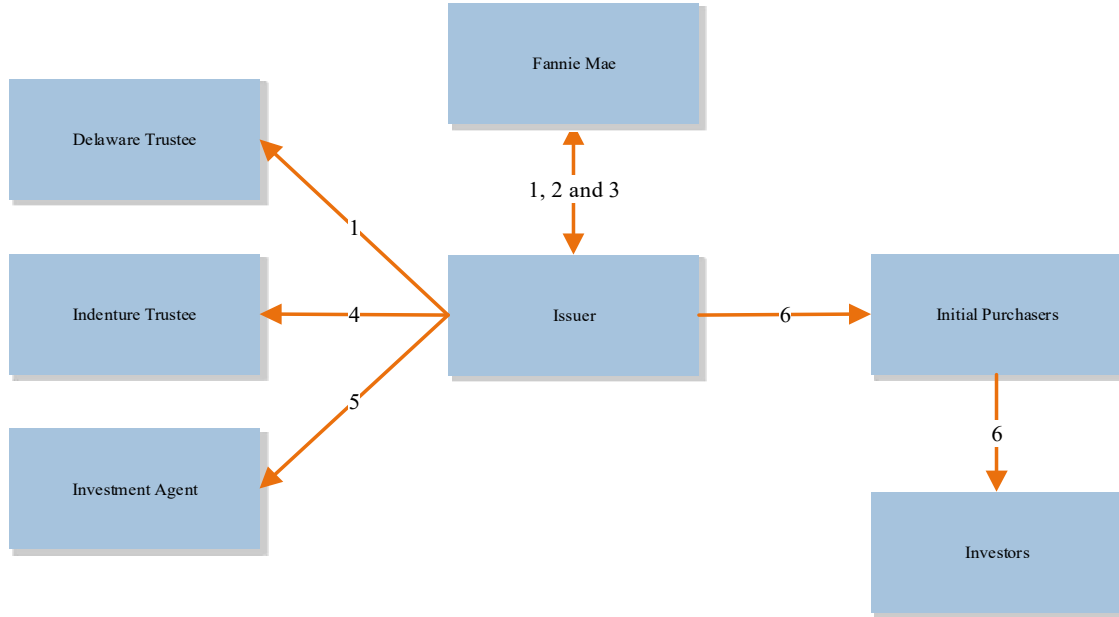 Fannie Mae
Delaware Trustee
1, 2 and 3
1
Indenture Trustee
4
Issuer
6
Initial Purchasers
5
6
Investment Agent
Investors